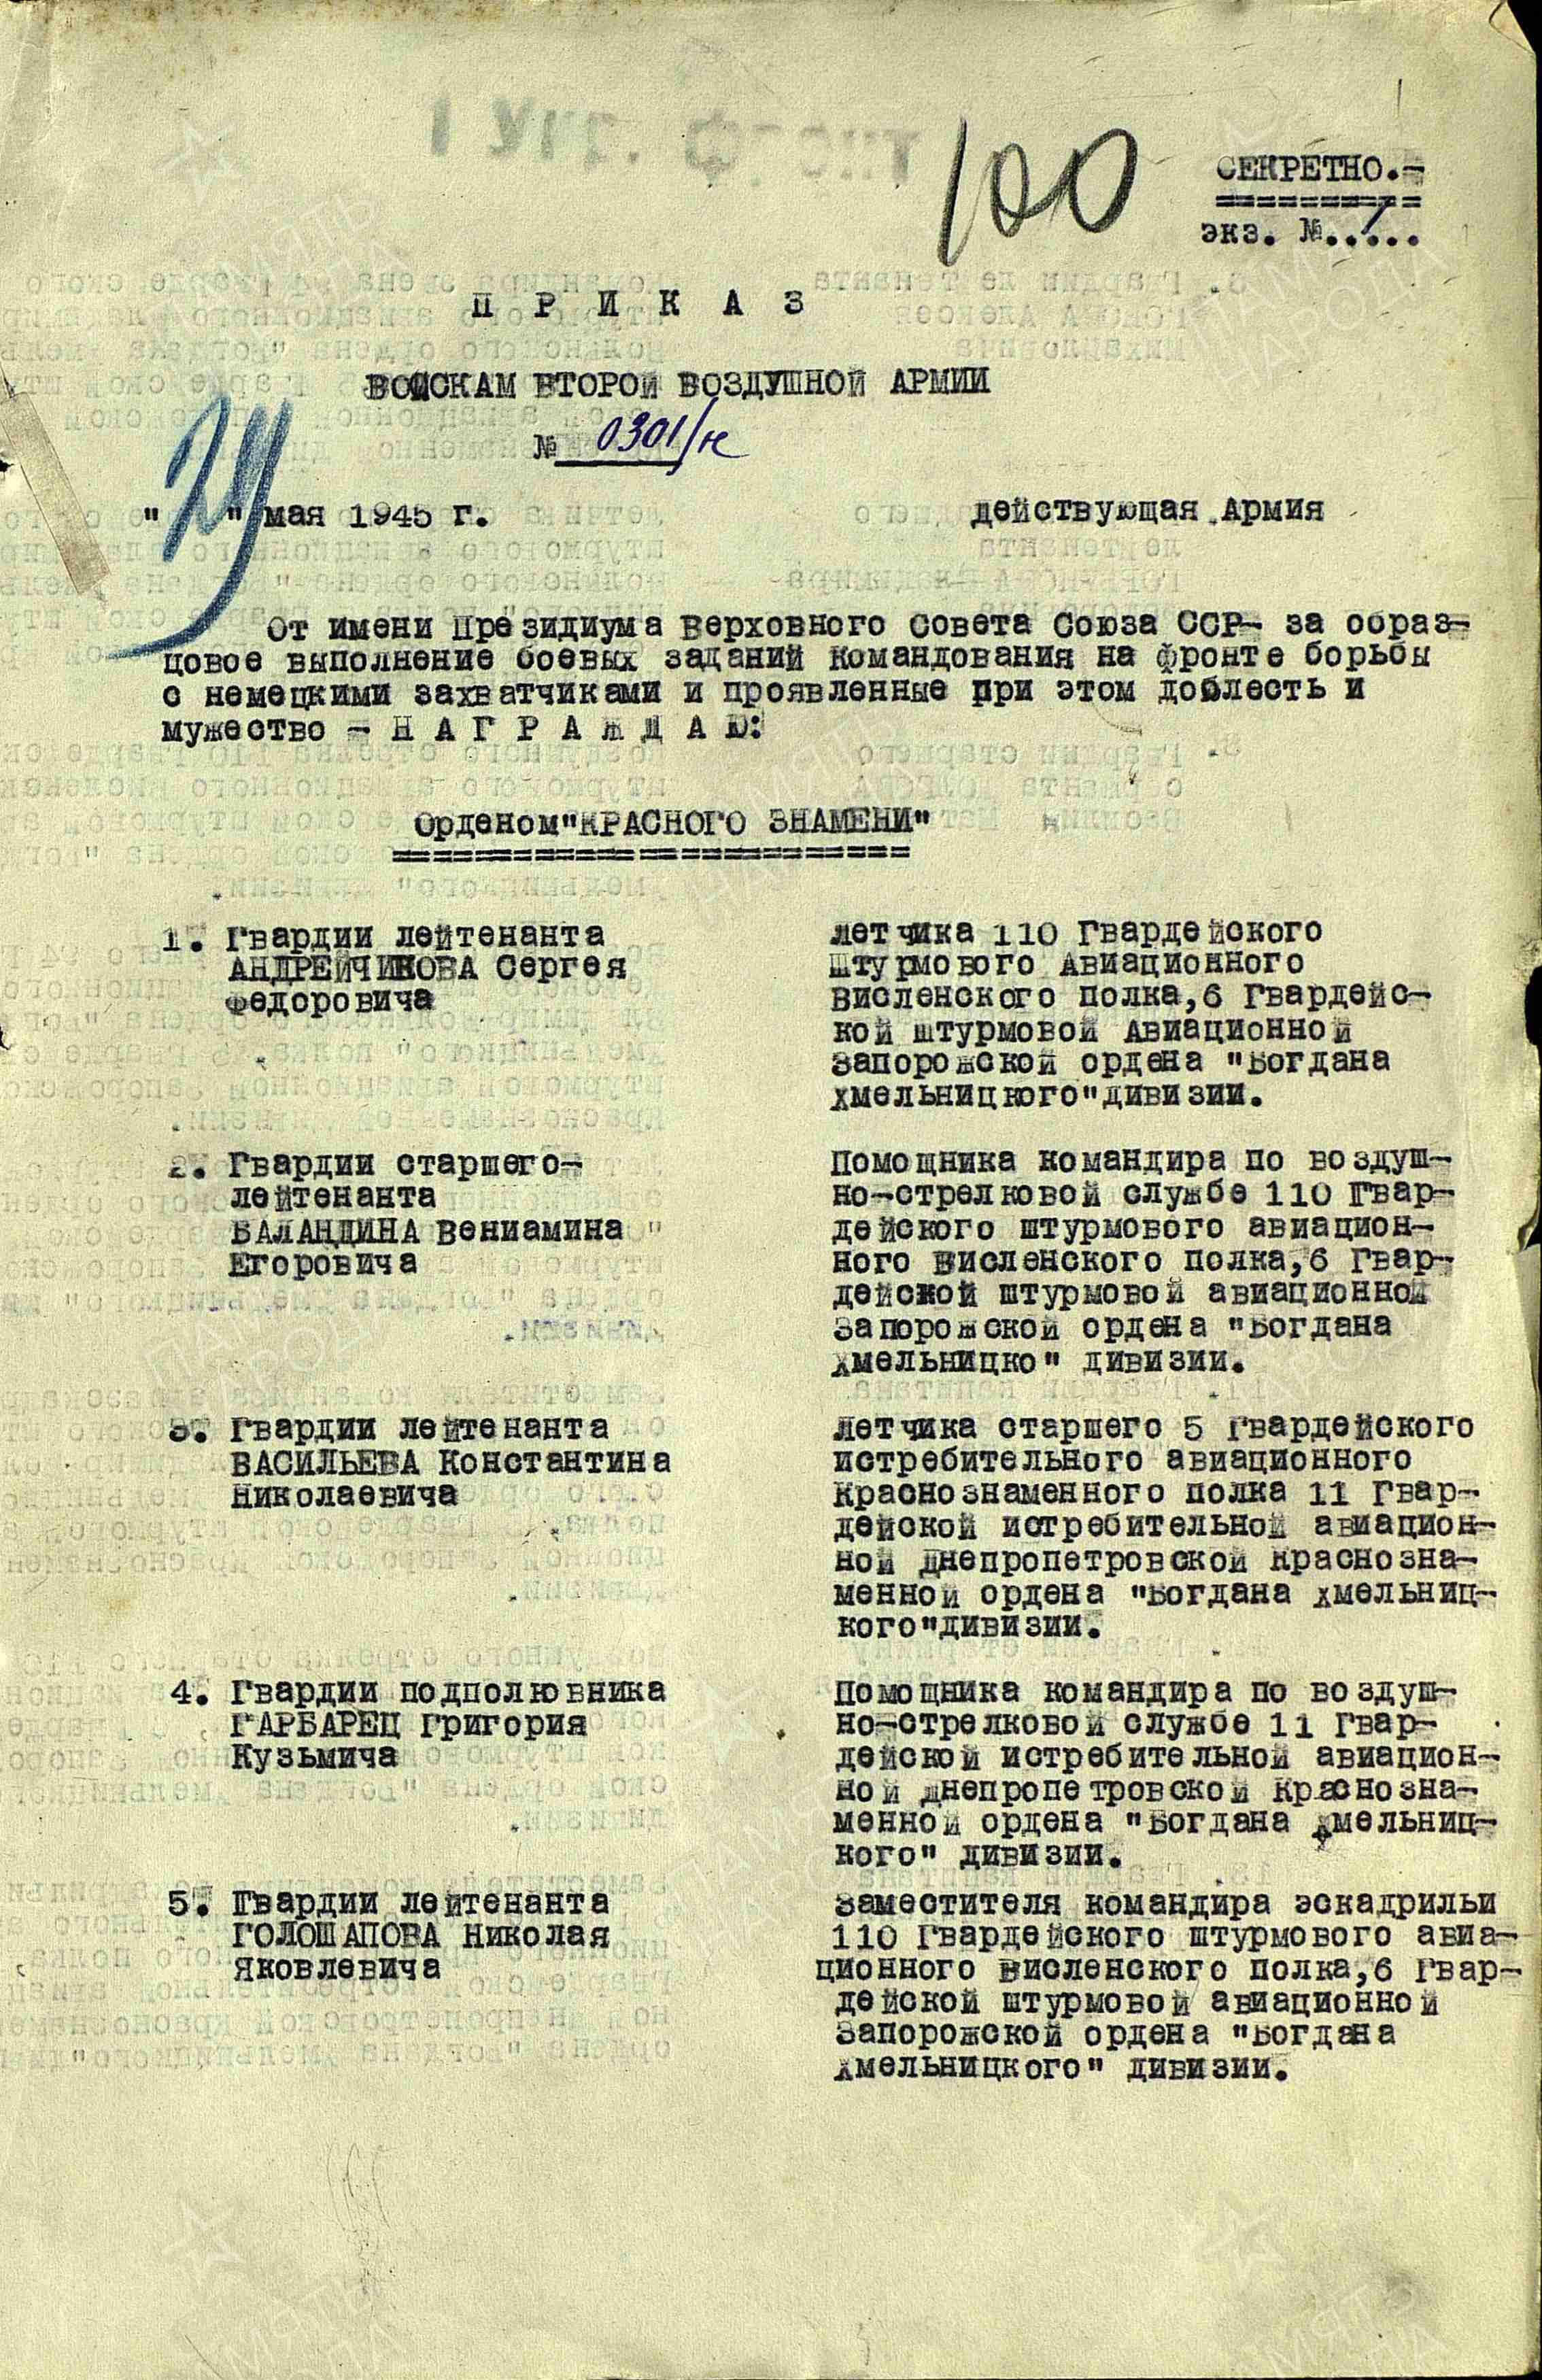 100
СЕКРЕТНО.-
экз. №.1...
П Р И К А З
ВОЙСКАМ ВТОРОЙ ВОЗДУШНОЙ АРМИИ
№ 0301/н
"24" мая 1945 г. Действующая Армия
От имени Президиума Верховного Совета Союза ССР- за образ-
цовое выполнение боевых заданий командования на фронте борьбы
с немецкими захватчиками и проявленные при этом доблесть и
мужество - Н А Г Р А Ж Д А Ю:
Орденом"КРАСНОГО ЗНАМЕНИ"
1. Гвардии лейтенанта
АНДРЕЙЧИКОВА Сергея
Федоровича
летчика 110 Гвардейского
Штурмового Авиационного
Висленского полка,6 Гвардейс-
кой штурмовой Авиационной
Запорожской ордена "Богдана
Хмельницкого"дивизии.
2. Гвардии старшего-
лейтенанта
БАЛАНДИНА Вениамина "
Егоровича
Помощника командира по воздуш-
но-стрелковой службе 110 Гвар-
дейского штурмового авиацион-
ного Висленского полка,6 Гвар-
дейской штурмовой авиационной
Запорожской ордена "Богдана
Хмельницко" дивизии.
3. Гвардии лейтенанта
ВАСИЛЬЕВА Константина
Николаевича
Летчика старшего 5 Гвардейского
истребительного авиационного
Краснознаменного полка 11 Гвар-
дейской истребительной авиацион-
ной Днепропетровской Краснозна-
менной ордена "Богдана Хмельниц-
кого"дивизии.
4. Гвардии подполковника
ГАРБАРЕЦ Григория
Кузьмича
Помощника командира по воздуш-
но-стрелковой службе 11 Гвар-
дейской истребительной авиацион-
ной Днепропетровской Краснозна-
менной ордена "Богдана Хмельниц-
кого" дивизии.
5. Гвардии лейтенанта
ГОЛОШАПОВА Николая
Яковлевича
Заместителя командира эскадрильи
110 Гвардейского штурмового авиа-
ционного Висленского полка,6 Гвар-
дейской штурмовой авиационной
Запорожской ордена "Богдана
Хмельницкого" дивизии.